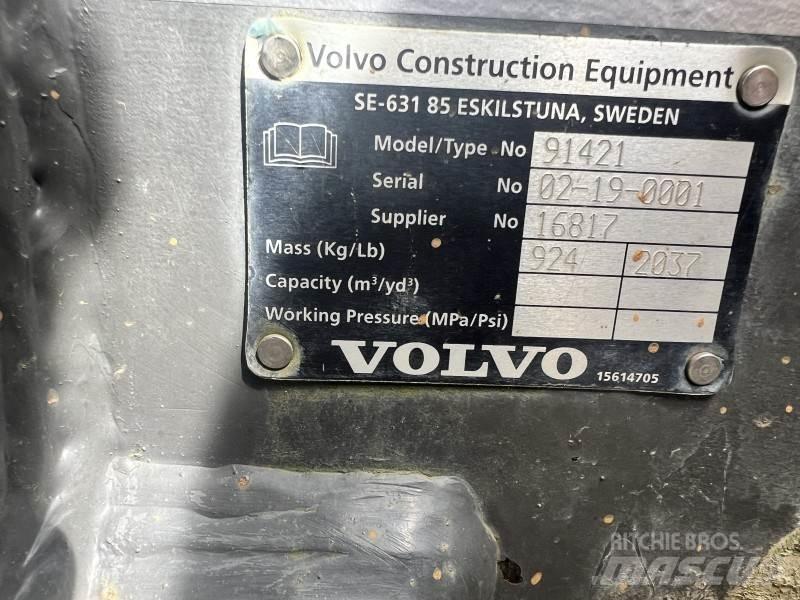 Volvo Construction Equipment
SE-631 85 ESKILSTUNA, SWEDEN
Model/Type No 91421
Serial No 02-19-0001
Supplier No 16817
Mass (Kg/Lb) 924 2037
Capacity (m³/yd³)
Working Pressure (MPa/Psi)
VOLVO 15614705
RITCHIE BROS.
MASCUS